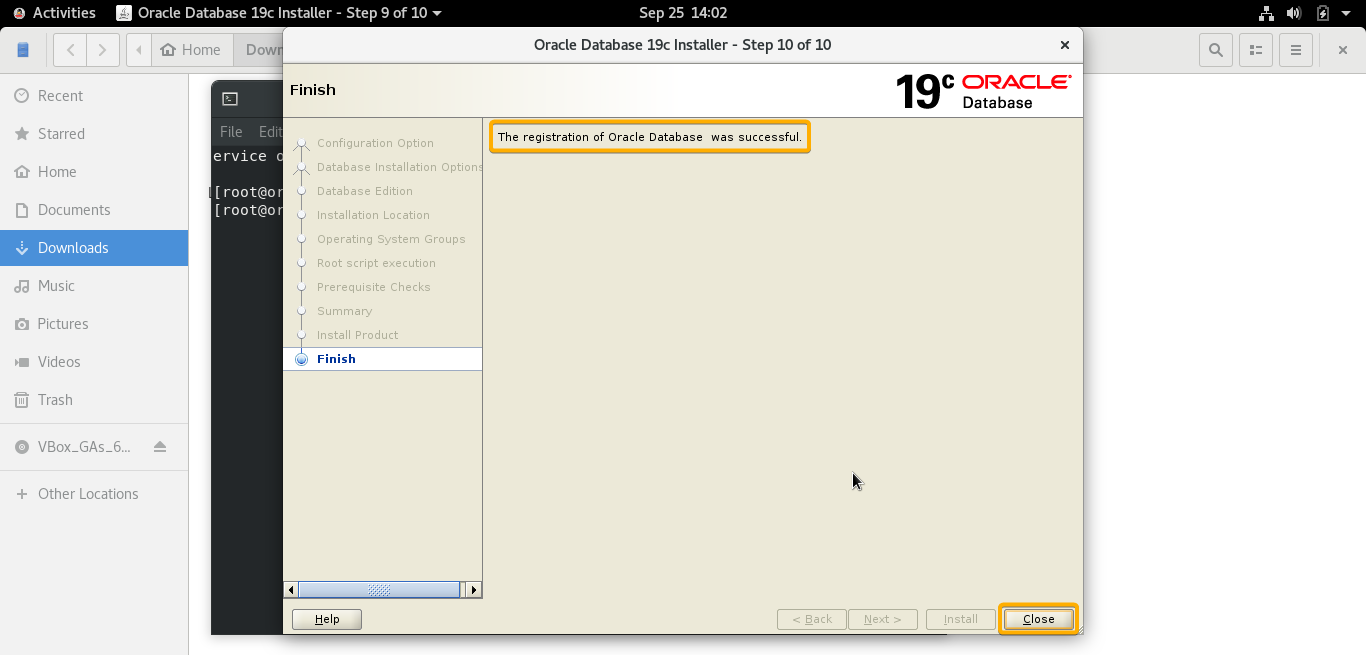 Activities
Oracle Database 19c Installer - Step 9 of 10
Sep 25 14:02
Home
Down
Oracle Database 19c Installer - Step 10 of 10
Finish
19c ORACLE
Database
Recent
Starred
Home
Documents
Downloads
Music
Pictures
Videos
Trash
VBox_GAs_6...
Other Locations
File Edi
ervice o
[[root@or
[root@or
Configuration Option
Database Installation Options
Database Edition
Installation Location
Operating System Groups
Root script execution
Prerequisite Checks
Summary
Install Product
Finish
The registration of Oracle Database was successful.
Help
< Back
Next >
Install
Close